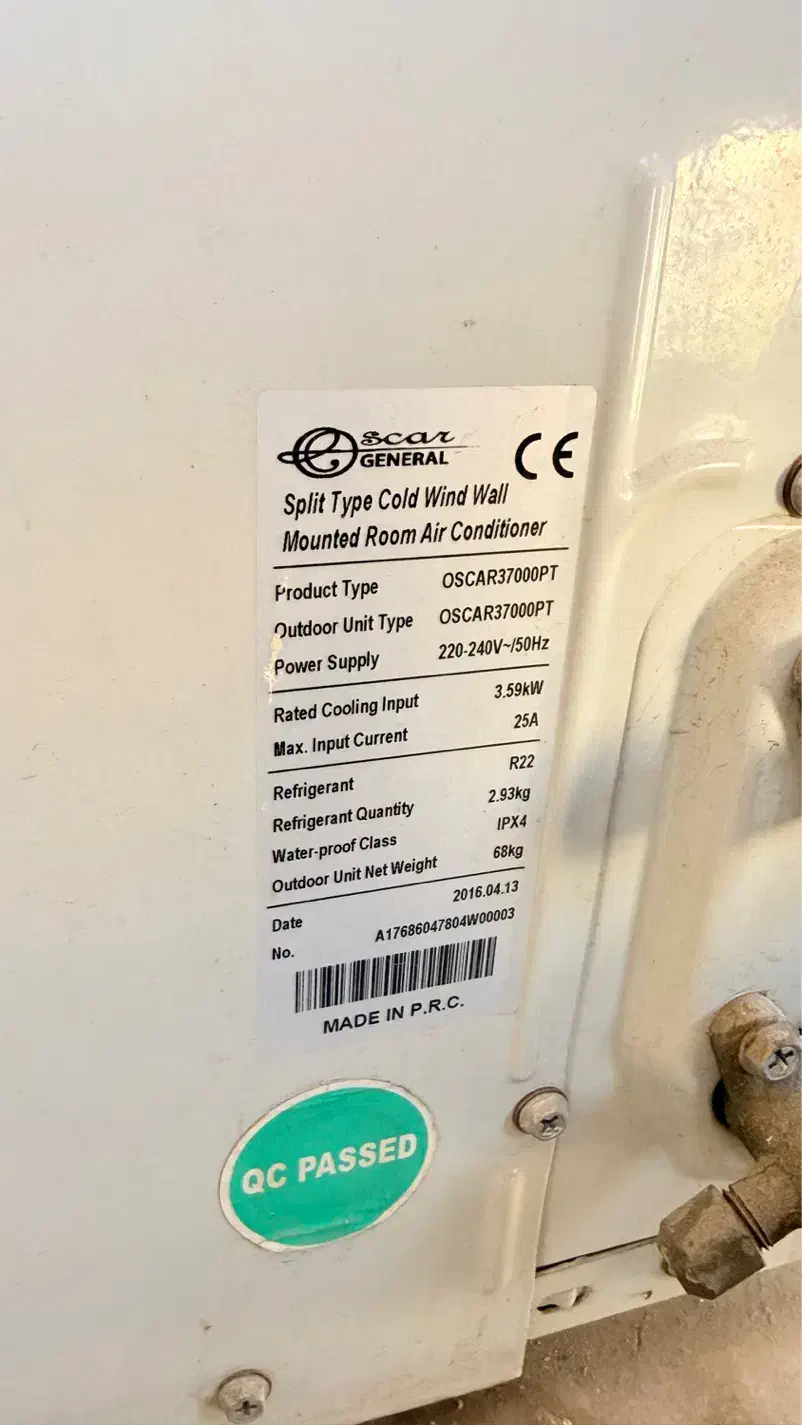 Oscar
GENERAL
CE
Split Type Cold Wind Wall
Mounted Room Air Conditioner
Product Type OSCAR37000PT
Outdoor Unit Type OSCAR37000PT
Power Supply 220-240V~/50Hz
Rated Cooling Input 3.59kW
Max. Input Current 25A
Refrigerant R22
Refrigerant Quantity 2.93kg
Water-proof Class IPX4
Outdoor Unit Net Weight 68kg
Date 2016.04.13
No. A17686047804W00003
MADE IN P.R.C.
QC PASSED